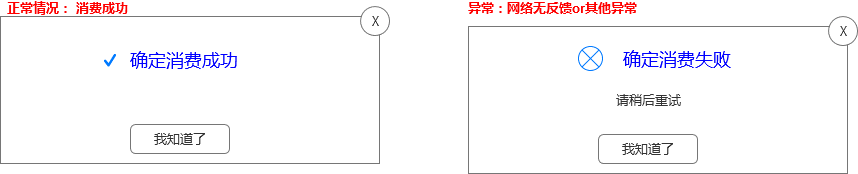 正常情况： 消费成功
X
确定消费成功
我知道了
异常：网络无反馈or其他异常
X
确定消费失败
请稍后重试
我知道了